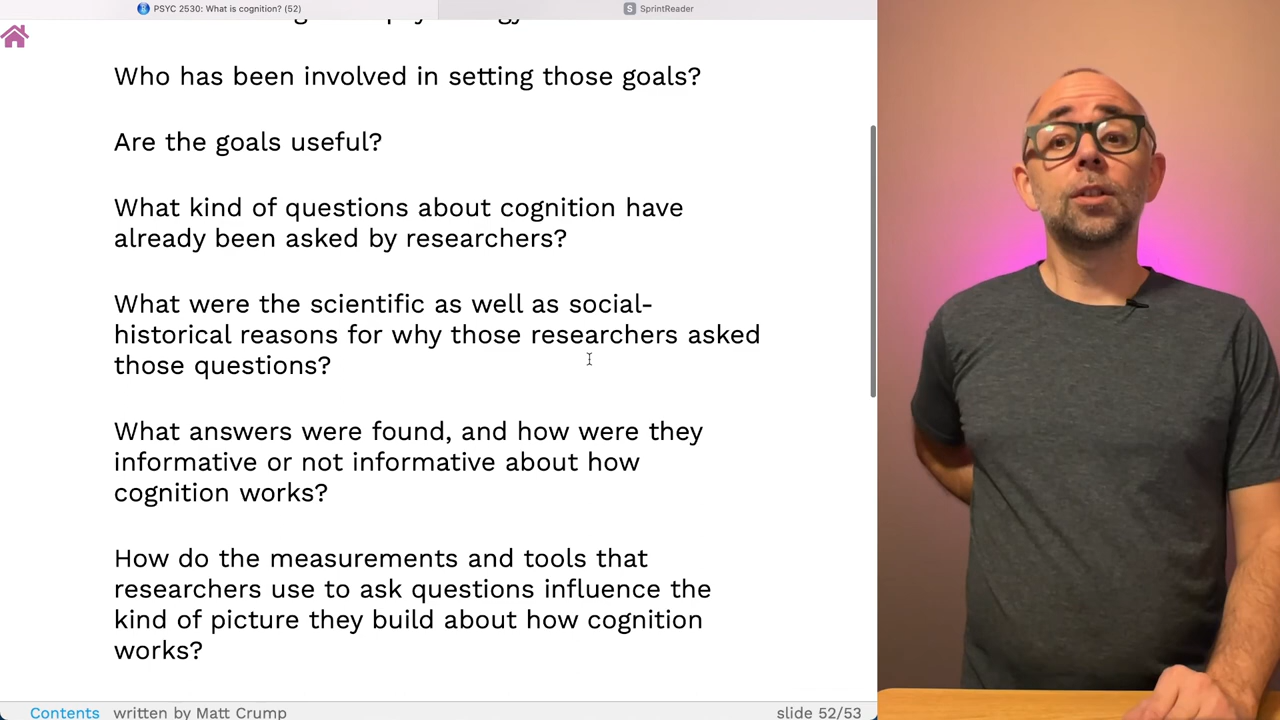 PSYC 2530: What is cognition? (52)
S SprintReader
Who has been involved in setting those goals?
Are the goals useful?
What kind of questions about cognition have
already been asked by researchers?
What were the scientific as well as social-
historical reasons for why those researchers asked
those questions?
What answers were found, and how were they
informative or not informative about how
cognition works?
How do the measurements and tools that
researchers use to ask questions influence the
kind of picture they build about how cognition
works?
Contents written by Matt Crump slide 52/53